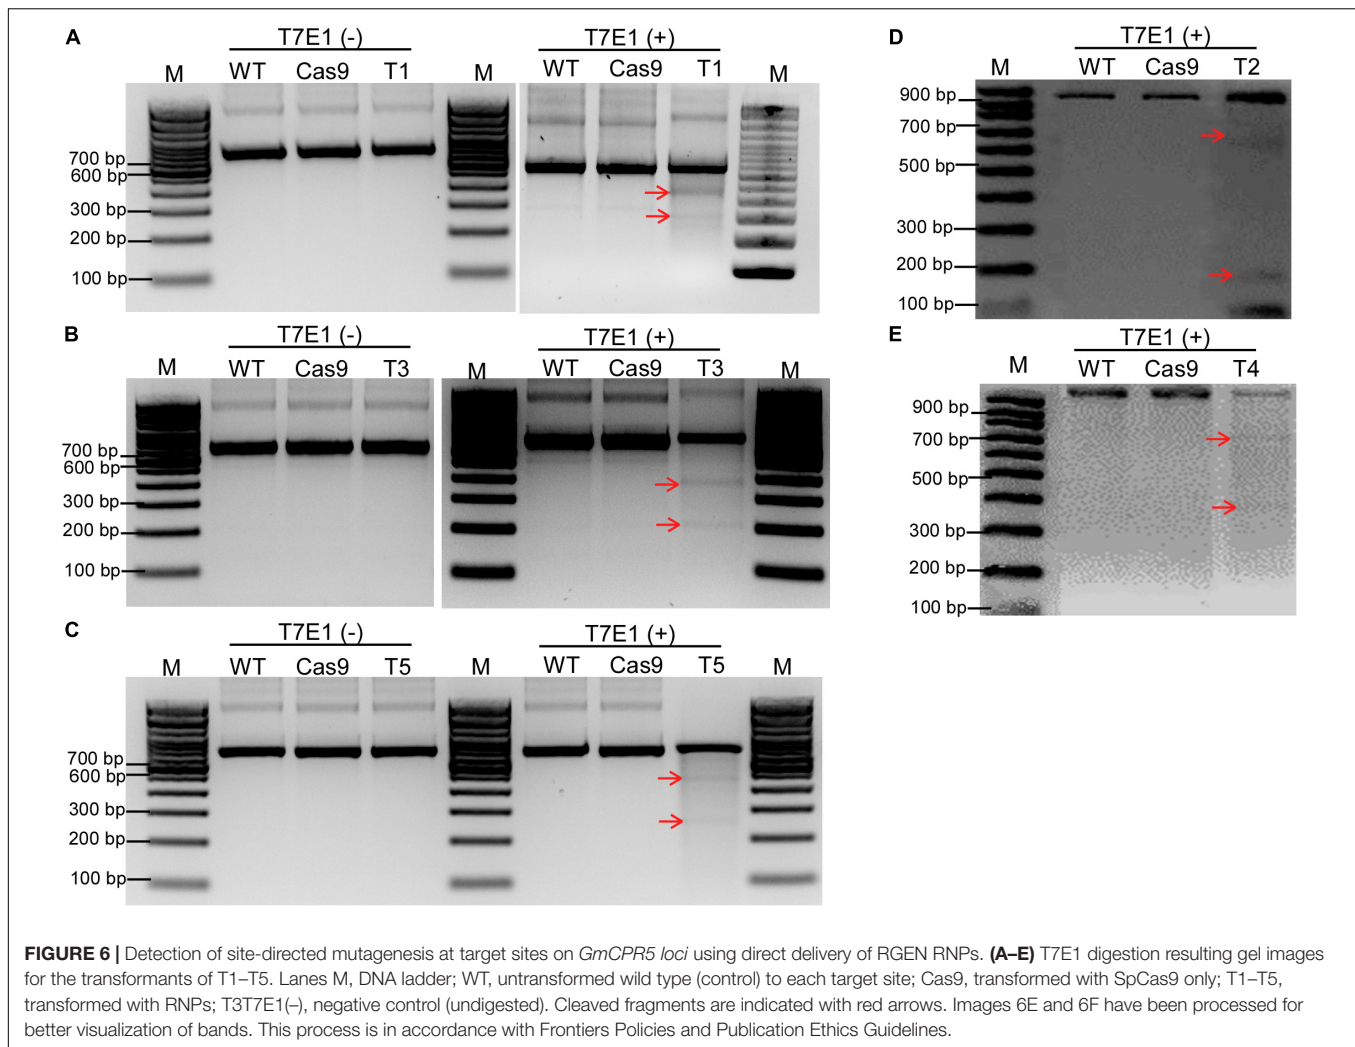 A
T7E1 (-)
T7E1 (+)
M WT Cas9 T1 M WT Cas9 T1 M
700 bp
600 bp
300 bp
200 bp
100 bp
D
T7E1 (+)
M WT Cas9 T2
900 bp
700 bp
500 bp
300 bp
200 bp
100 bp
B
T7E1 (-)
T7E1 (+)
M WT Cas9 T3 M WT Cas9 T3 M
700 bp
600 bp
300 bp
200 bp
100 bp
E
T7E1 (+)
M WT Cas9 T4
900 bp
700 bp
500 bp
300 bp
200 bp
100 bp
C
T7E1 (-)
T7E1 (+)
M WT Cas9 T5 M WT Cas9 T5 M
700 bp
600 bp
300 bp
200 bp
100 bp
FIGURE 6 | Detection of site-directed mutagenesis at target sites on GmCPR5 loci using direct delivery of RGEN RNPs. (A–E) T7E1 digestion resulting gel images
for the transformants of T1–T5. Lanes M, DNA ladder; WT, untransformed wild type (control) to each target site; Cas9, transformed with SpCas9 only; T1–T5,
transformed with RNPs; T3T7E1(–), negative control (undigested). Cleaved fragments are indicated with red arrows. Images 6E and 6F have been processed for
better visualization of bands. This process is in accordance with Frontiers Policies and Publication Ethics Guidelines.